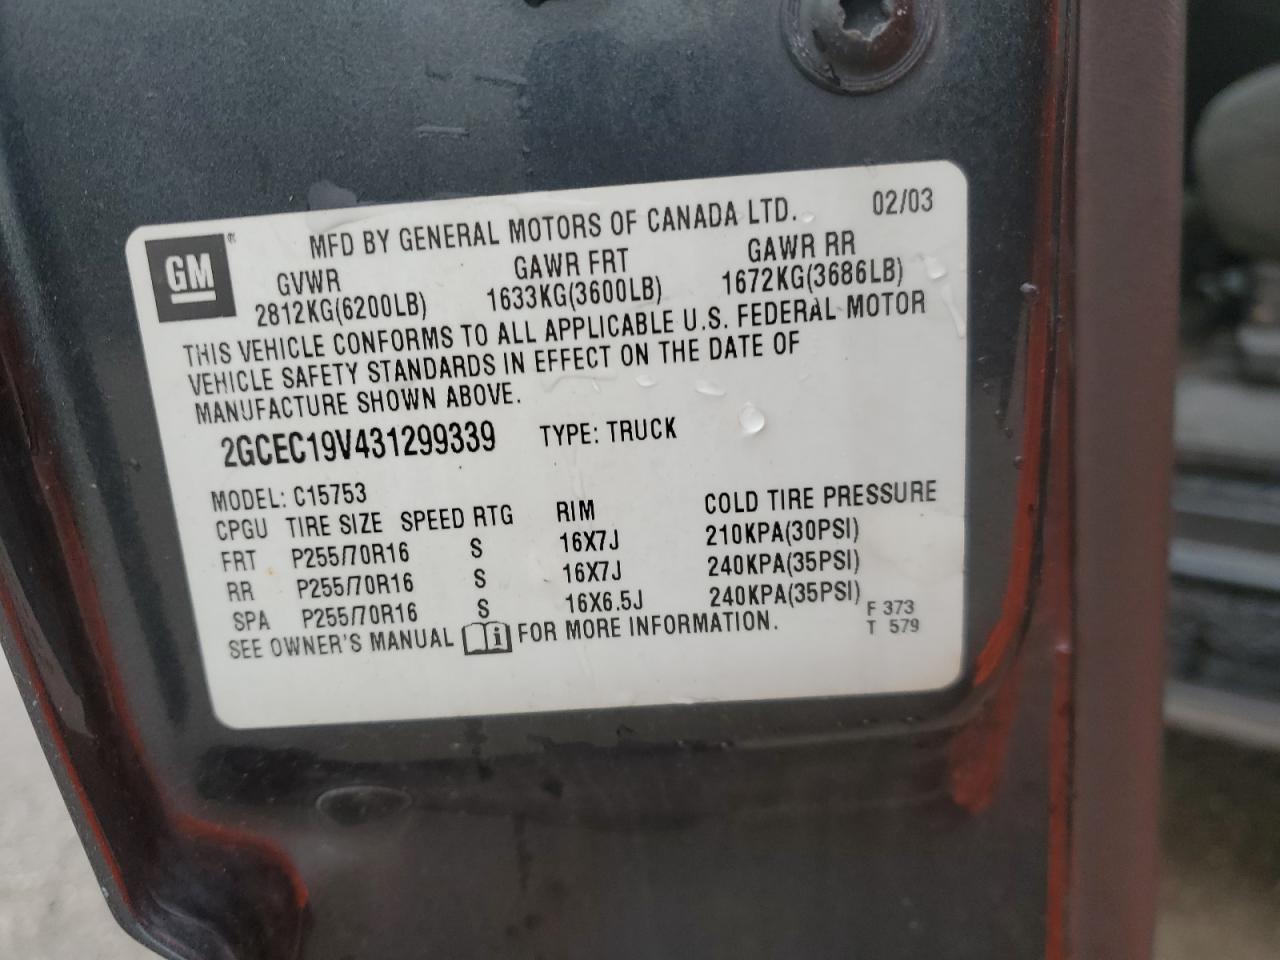 GM ®
MFD BY GENERAL MOTORS OF CANADA LTD. 02/03
GVWR GAWR FRT GAWR RR
2812KG(6200LB) 1633KG(3600LB) 1672KG(3686LB)
THIS VEHICLE CONFORMS TO ALL APPLICABLE U.S. FEDERAL MOTOR
VEHICLE SAFETY STANDARDS IN EFFECT ON THE DATE OF
MANUFACTURE SHOWN ABOVE.
2GCEC19V431299339 TYPE: TRUCK
MODEL: C15753
CPGU TIRE SIZE SPEED RTG RIM COLD TIRE PRESSURE
FRT P255/70R16 S 16X7J 210KPA(30PSI)
RR P255/70R16 S 16X7J 240KPA(35PSI)
SPA P255/70R16 S 16X6.5J 240KPA(35PSI)
SEE OWNER'S MANUAL i FOR MORE INFORMATION.
F 373
T 579